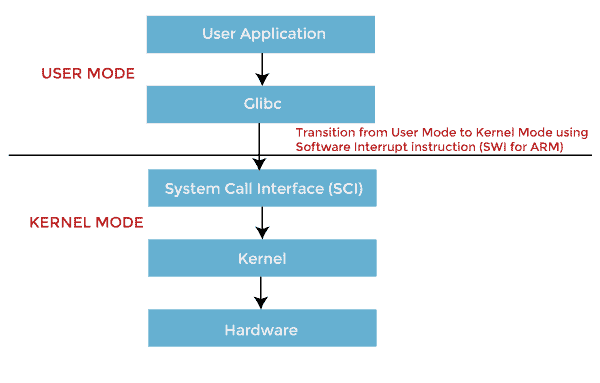 User Application
USER MODE
Glibc
Transition from User Mode to Kernel Mode using
Software Interrupt instruction (SWI for ARM)
System Call Interface (SCI)
KERNEL MODE
Kernel
Hardware